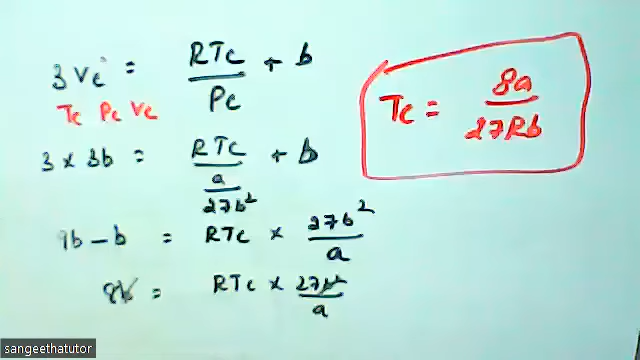 3Vc = RTc/Pc + b
Tc Pc Vc
3 x 3b = RTc/(a/27b²) + b
9b - b = RTc x 27b²/a
8b = RTc x 27b²/a
Tc = 8a/27Rb
sangeethatutor